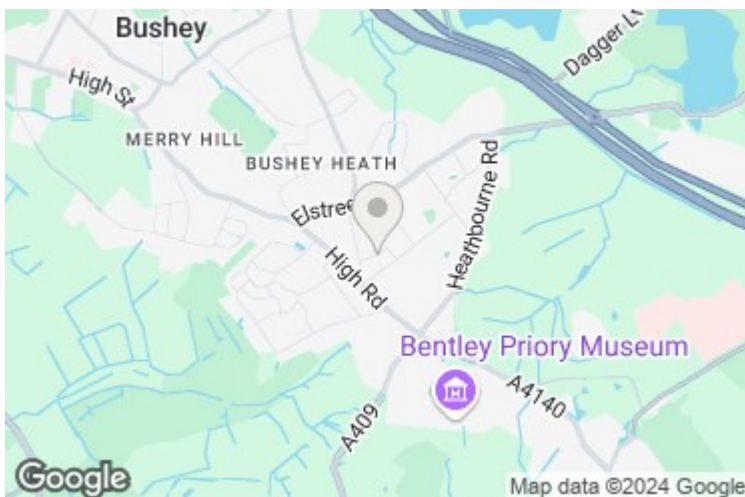 Bushey
High St
Dagger L
MERRY HILL
BUSHEY HEATH
Elstree
Heathbourne Rd
High Rd
Bentley Priory Museum
A4140
A409
Google
Map data ©2024 Google